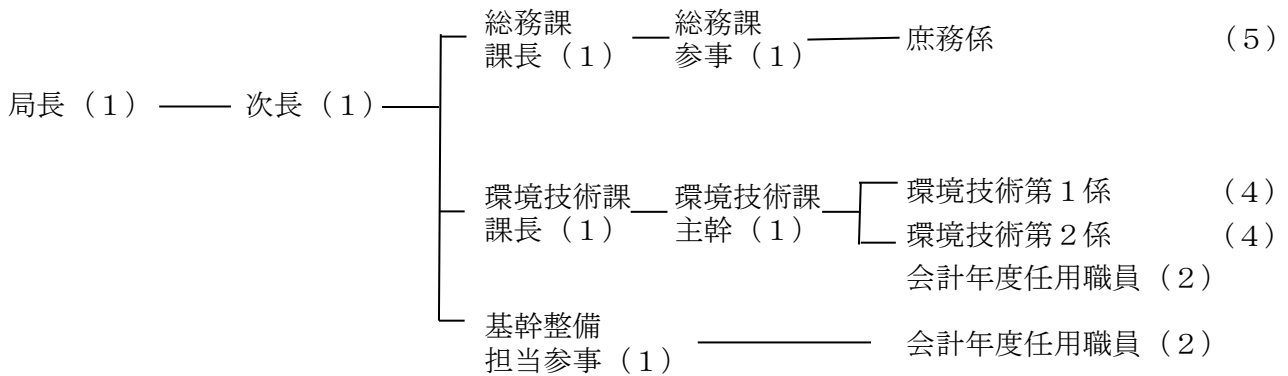 総務課　総務課
課長（１）　参事（１）　庶務係　（５）
局長（１）　次長（１）
環境技術課　環境技術課　環境技術第１係　（４）
課長（１）　主幹（１）　環境技術第２係　（４）
会計年度任用職員（２）
基幹整備
担当参事（１）　会計年度任用職員（２）